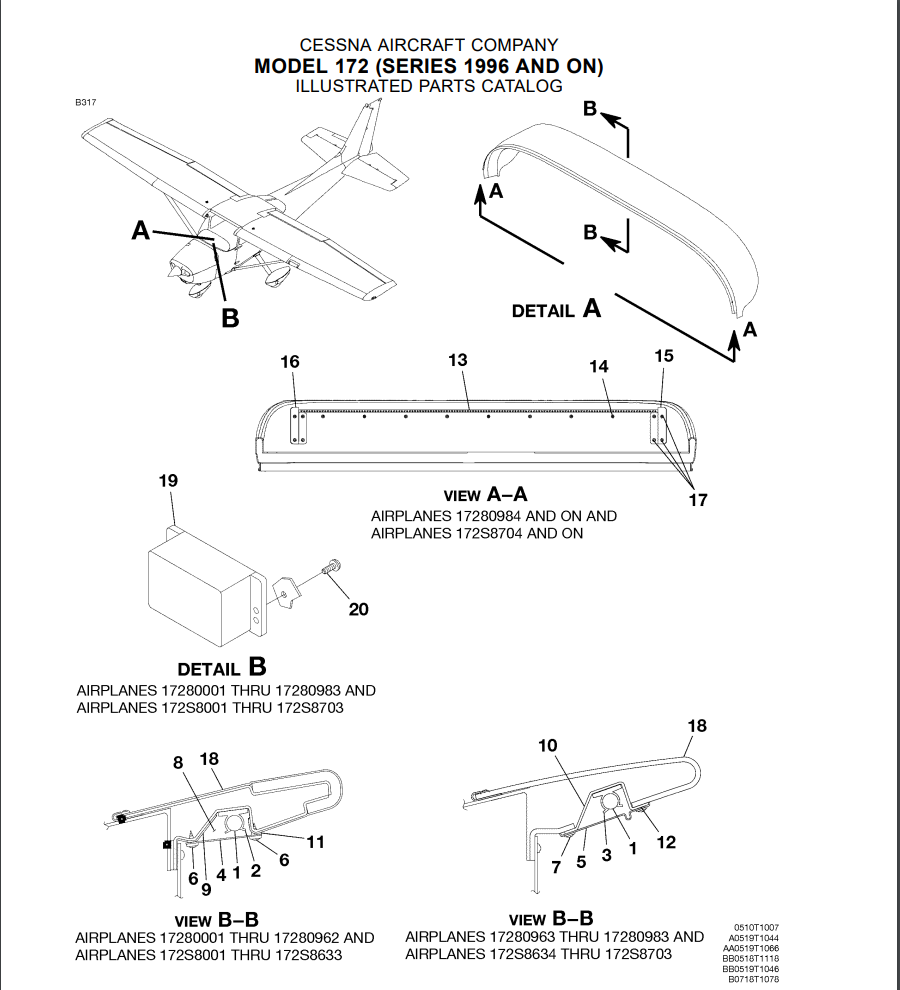 CESSNA AIRCRAFT COMPANY
MODEL 172 (SERIES 1996 AND ON)
ILLUSTRATED PARTS CATALOG
B317
B
A
B
A
B
DETAIL A
A
16
13
14
15
17
VIEW A–A
AIRPLANES 17280984 AND ON AND
AIRPLANES 172S8704 AND ON
19
20
DETAIL B
AIRPLANES 17280001 THRU 17280983 AND
AIRPLANES 172S8001 THRU 172S8703
8
18
11
6
9
4
1
2
6
VIEW B–B
AIRPLANES 17280001 THRU 17280962 AND
AIRPLANES 172S8001 THRU 172S8633
10
18
12
7
5
3
1
VIEW B–B
AIRPLANES 17280963 THRU 17280983 AND
AIRPLANES 172S8634 THRU 172S8703
0510T1007
A0519T1044
AA0519T1066
BB0518T1118
BB0519T1046
B0718T1078